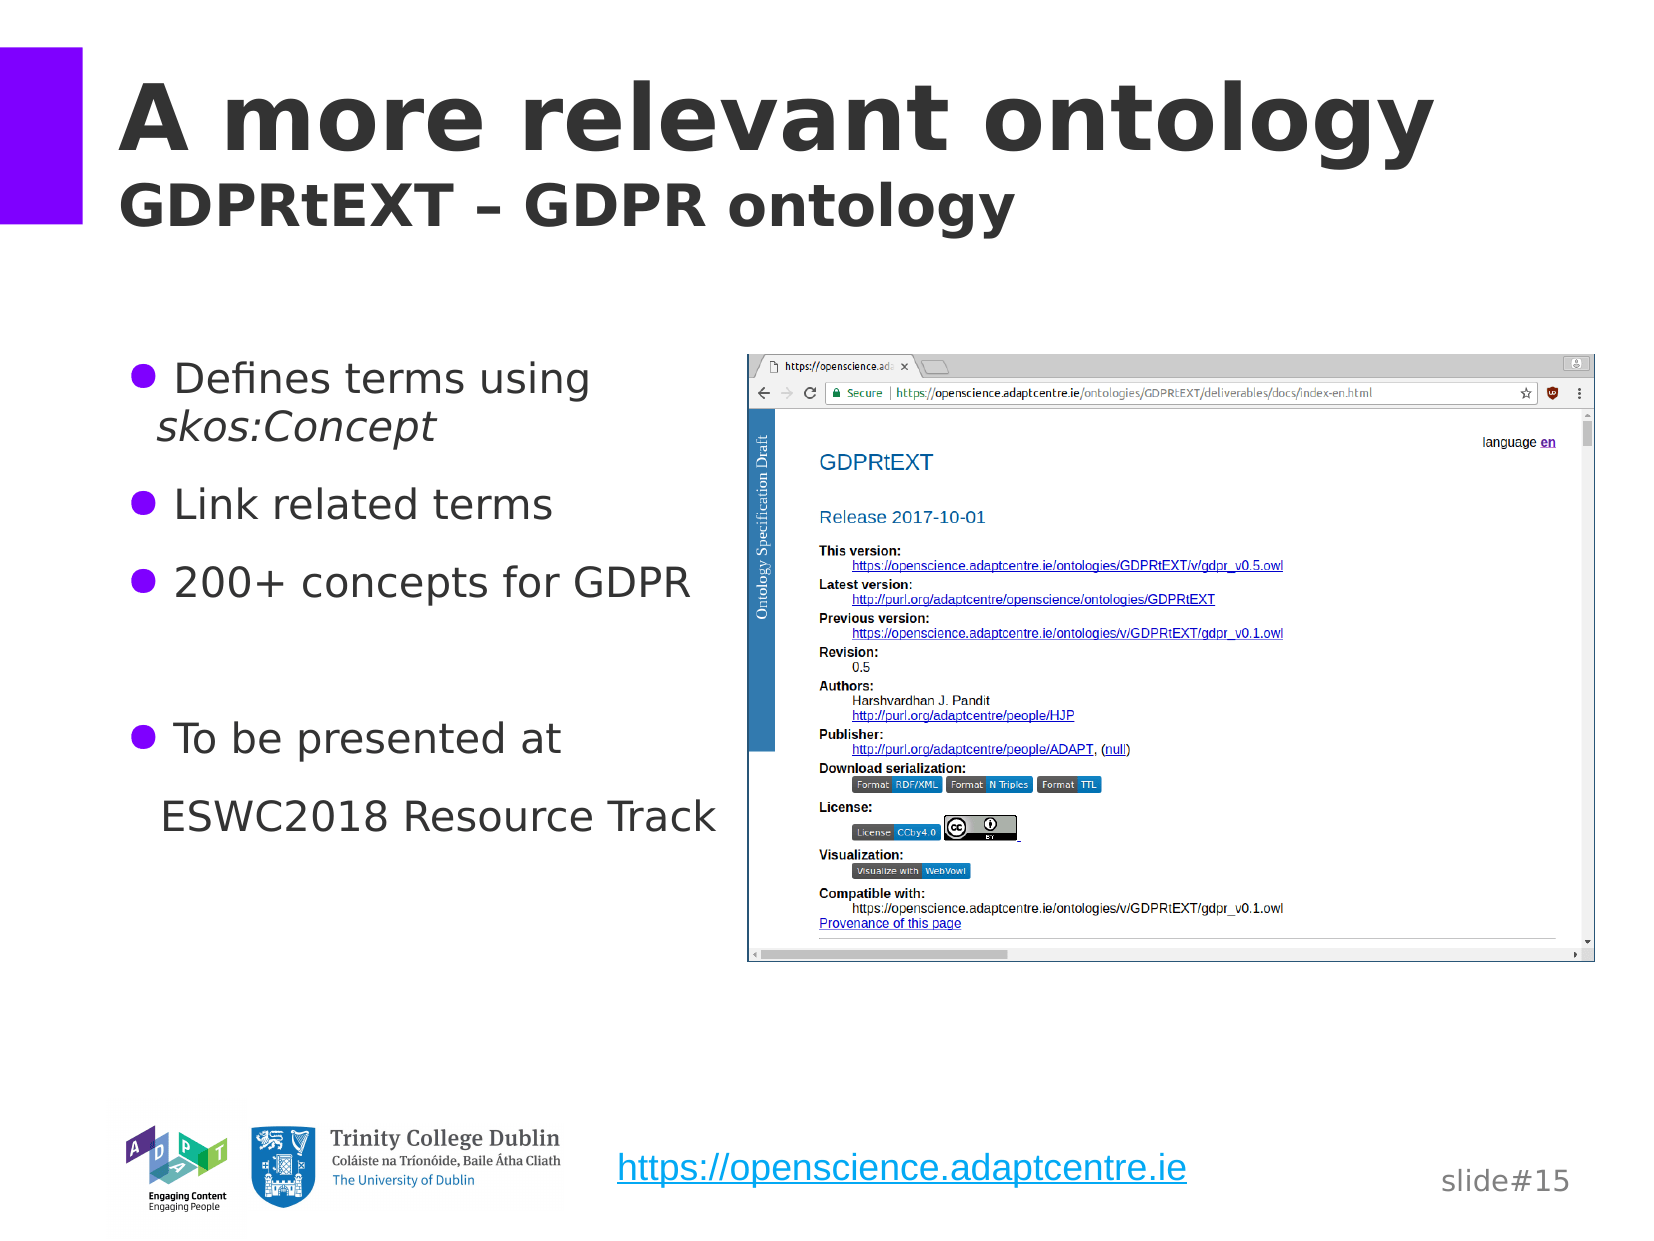 A more relevant ontology
GDPRtEXT – GDPR ontology
● Defines terms using
skos:Concept
● Link related terms
● 200+ concepts for GDPR
● To be presented at
ESWC2018 Resource Track
https://openscience.ada
Secure https://openscience.adaptcentre.ie/ontologies/GDPRtEXT/deliverables/docs/index-en.html
Ontology Specification Draft
language en
GDPRtEXT
Release 2017-10-01
This version:
https://openscience.adaptcentre.ie/ontologies/GDPRtEXT/v/gdpr_v0.5.owl
Latest version:
http://purl.org/adaptcentre/openscience/ontologies/GDPRtEXT
Previous version:
https://openscience.adaptcentre.ie/ontologies/v/GDPRtEXT/gdpr_v0.1.owl
Revision:
0.5
Authors:
Harshvardhan J. Pandit
http://purl.org/adaptcentre/people/HJP
Publisher:
http://purl.org/adaptcentre/people/ADAPT, (null)
Download serialization:
Format RDF/XML Format N Triples Format TTL
License:
License CCby4.0 cc BY
Visualization:
Visualize with WebVowl
Compatible with:
https://openscience.adaptcentre.ie/ontologies/v/GDPRtEXT/gdpr_v0.1.owl
Provenance of this page
ADAPT
Engaging Content
Engaging People
Trinity College Dublin
Coláiste na Tríonóide, Baile Átha Cliath
The University of Dublin
https://openscience.adaptcentre.ie
slide#15